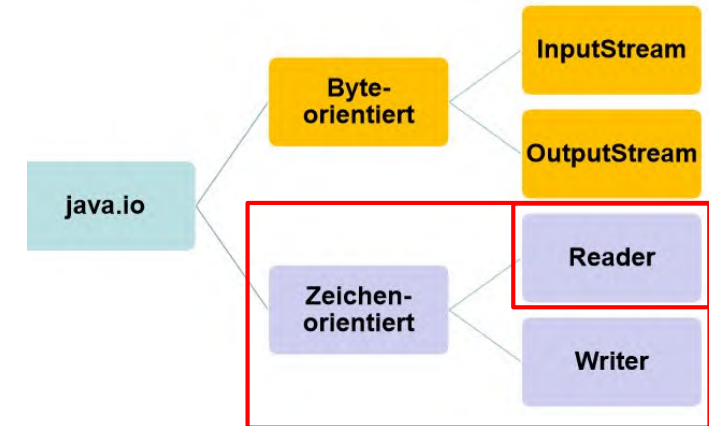 java.io
Byte-
orientiert
InputStream
OutputStream
Zeichen-
orientiert
Reader
Writer